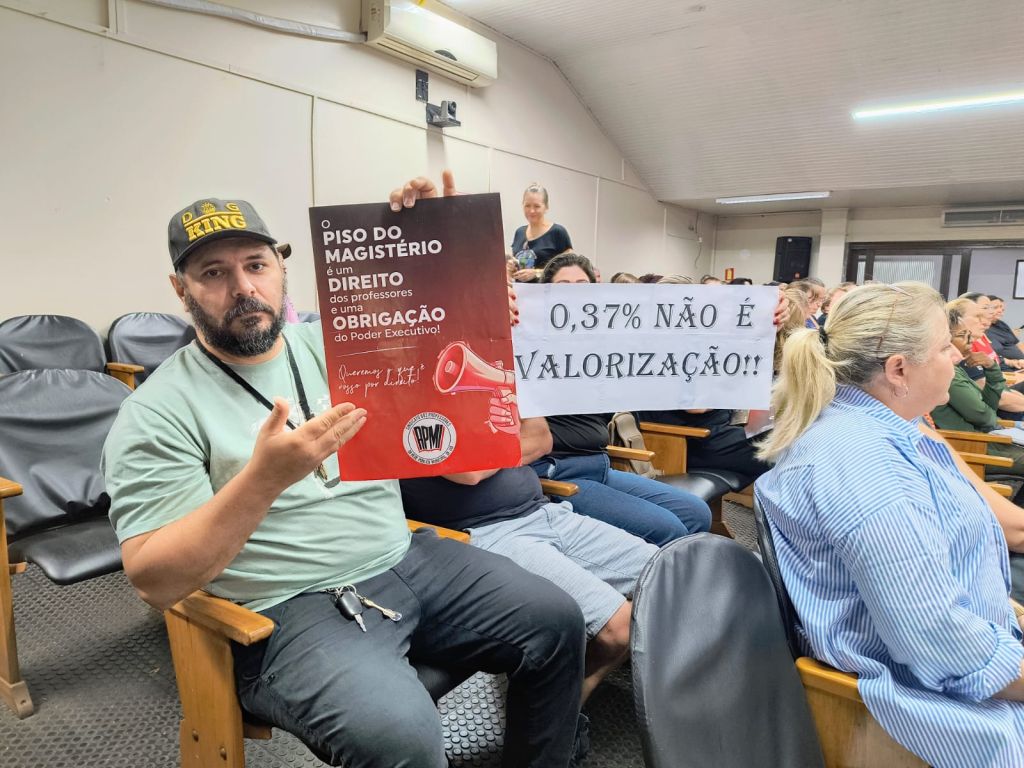 D G
KING
O
PISO DO
MAGISTÉRIO
é um
DIREITO
dos professores
e uma
OBRIGAÇÃO
do Poder Executivo!
Queremos o que é
nosso por direito!
APMI
0,37% NÃO É
VALORIZAÇÃO!!